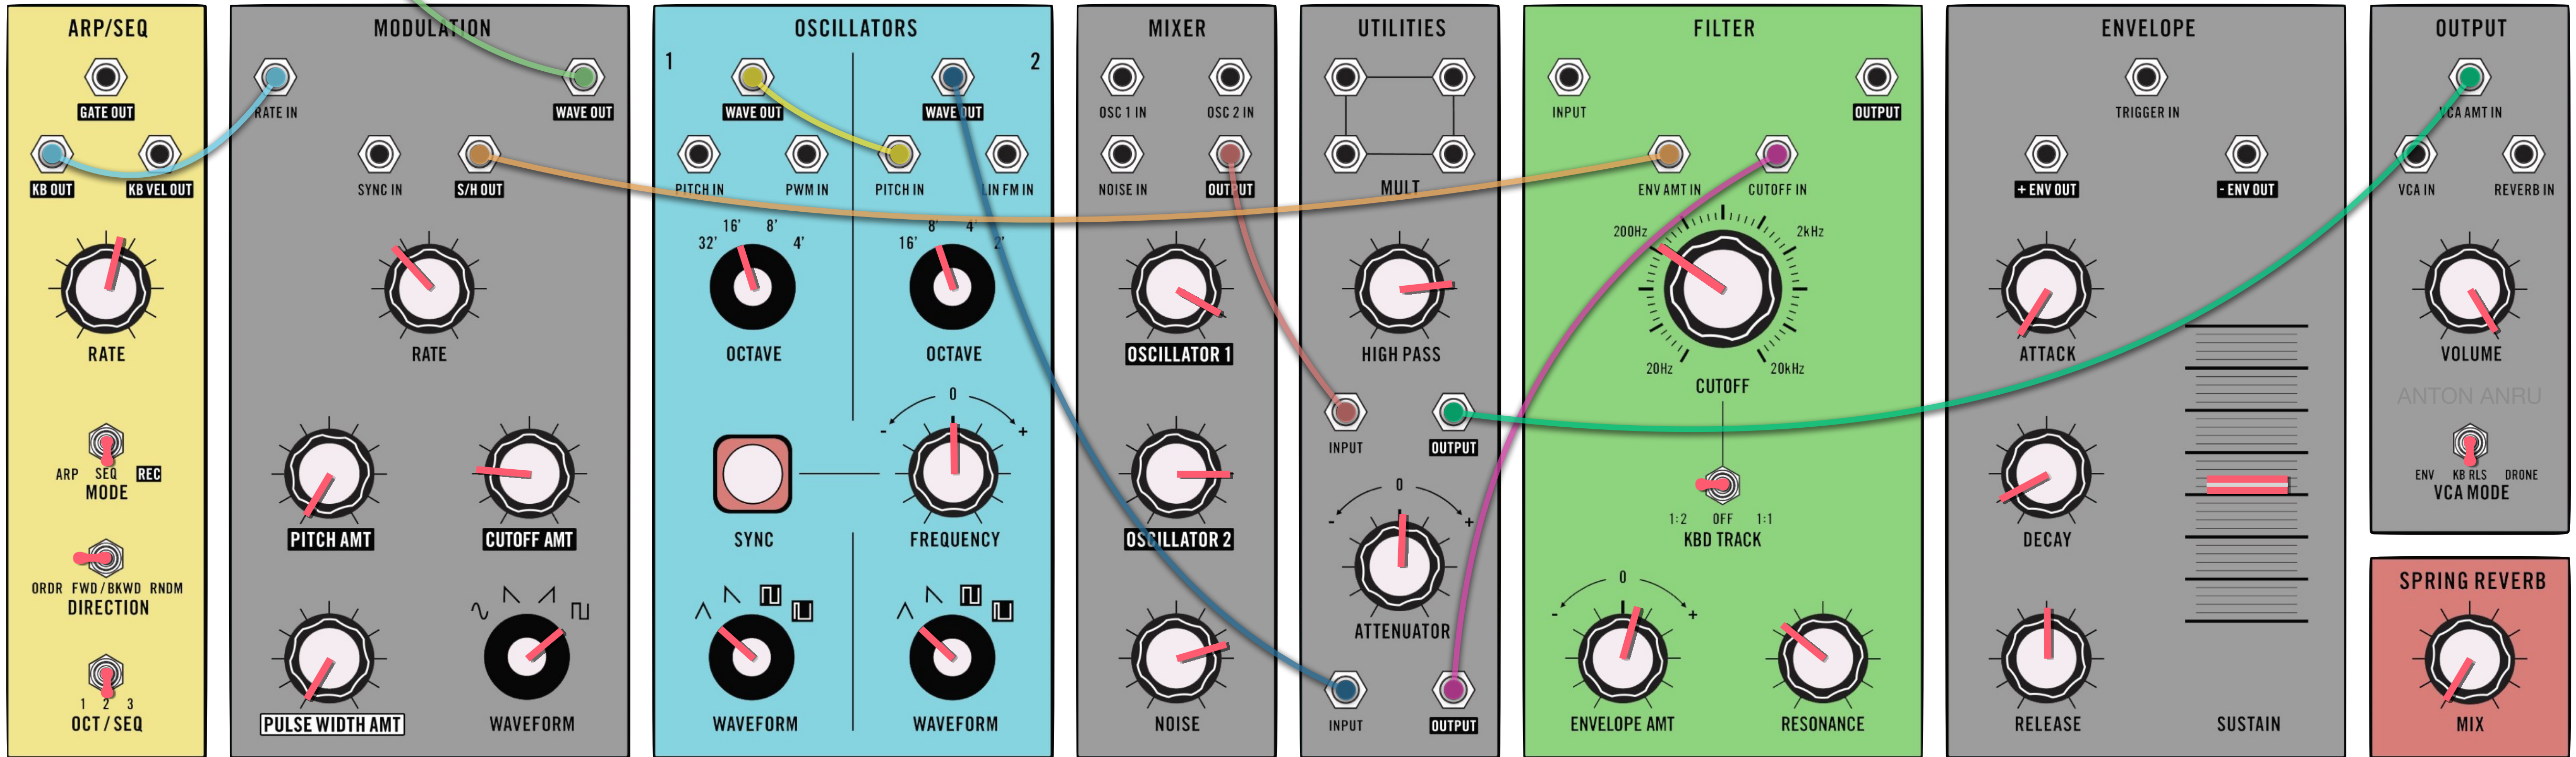 ARP/SEQ
GATE OUT
KB OUT
KB VEL OUT
RATE
ARP SEQ REC
MODE
ORDR FWD/BKWD RNDM
DIRECTION
1 2 3
OCT / SEQ
MODULATION
RATE IN
WAVE OUT
SYNC IN
S/H OUT
RATE
PITCH AMT
CUTOFF AMT
PULSE WIDTH AMT
WAVEFORM
OSCILLATORS
1
2
WAVE OUT
WAVE OUT
PITCH IN
PWM IN
PITCH IN
LIN FM IN
32' 16' 8' 4'
16' 8' 4' 2'
OCTAVE
OCTAVE
0
- +
SYNC
FREQUENCY
WAVEFORM
WAVEFORM
MIXER
OSC 1 IN
OSC 2 IN
NOISE IN
OUTPUT
OSCILLATOR 1
OSCILLATOR 2
NOISE
UTILITIES
MULT
HIGH PASS
INPUT
OUTPUT
0
- +
ATTENUATOR
INPUT
OUTPUT
FILTER
INPUT
OUTPUT
ENV AMT IN
CUTOFF IN
200Hz
2kHz
20Hz
20kHz
CUTOFF
1:2 OFF 1:1
KBD TRACK
0
- +
ENVELOPE AMT
RESONANCE
ENVELOPE
TRIGGER IN
+ ENV OUT
- ENV OUT
ATTACK
DECAY
RELEASE
SUSTAIN
OUTPUT
VCA AMT IN
VCA IN
REVERB IN
VOLUME
ANTON ANRU
ENV KB RLS DRONE
VCA MODE
SPRING REVERB
MIX